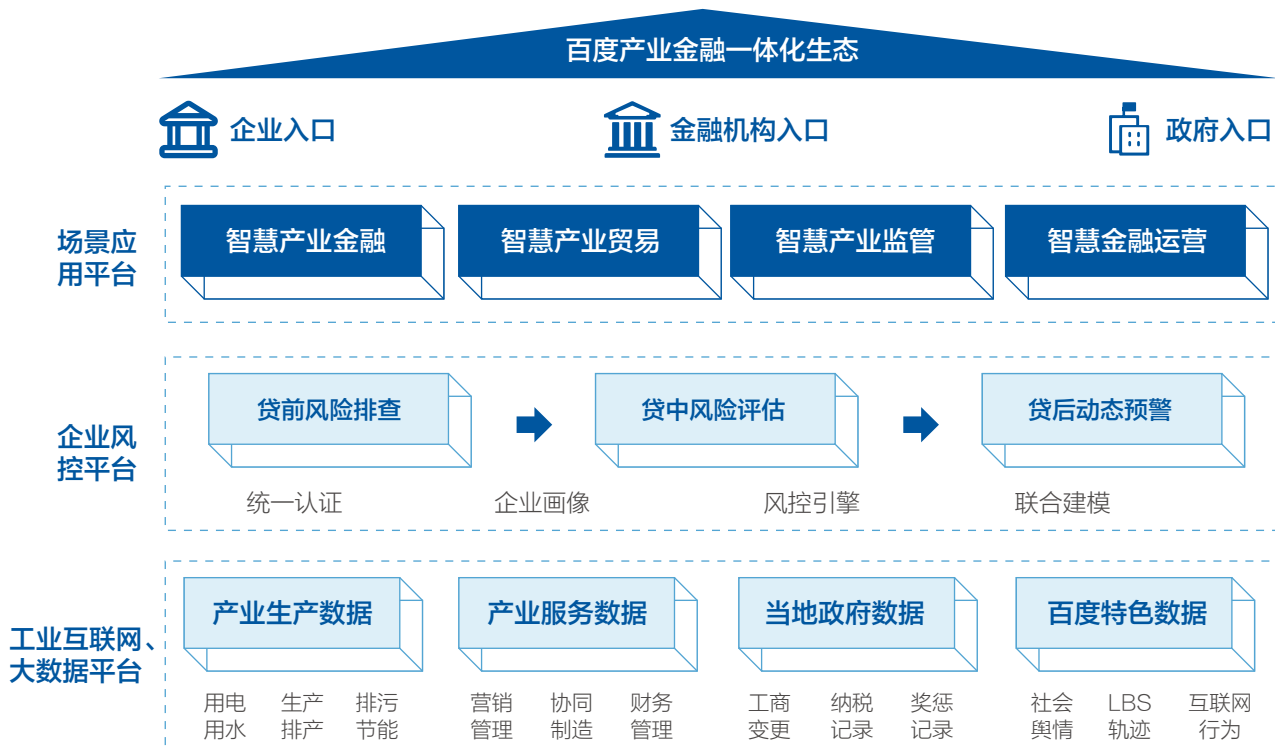 百度产业金融一体化生态
企业入口
金融机构入口
政府入口
场景应
用平台
智慧产业金融
智慧产业贸易
智慧产业监管
智慧金融运营
企业风
控平台
贷前风险排查
贷中风险评估
贷后动态预警
统一认证
企业画像
风控引擎
联合建模
工业互联网、
大数据平台
产业生产数据
产业服务数据
当地政府数据
百度特色数据
用电
用水
生产
排产
排污
节能
营销
管理
协同
制造
财务
管理
工商
变更
纳税
记录
奖惩
记录
社会
舆情
LBS
轨迹
互联网
行为